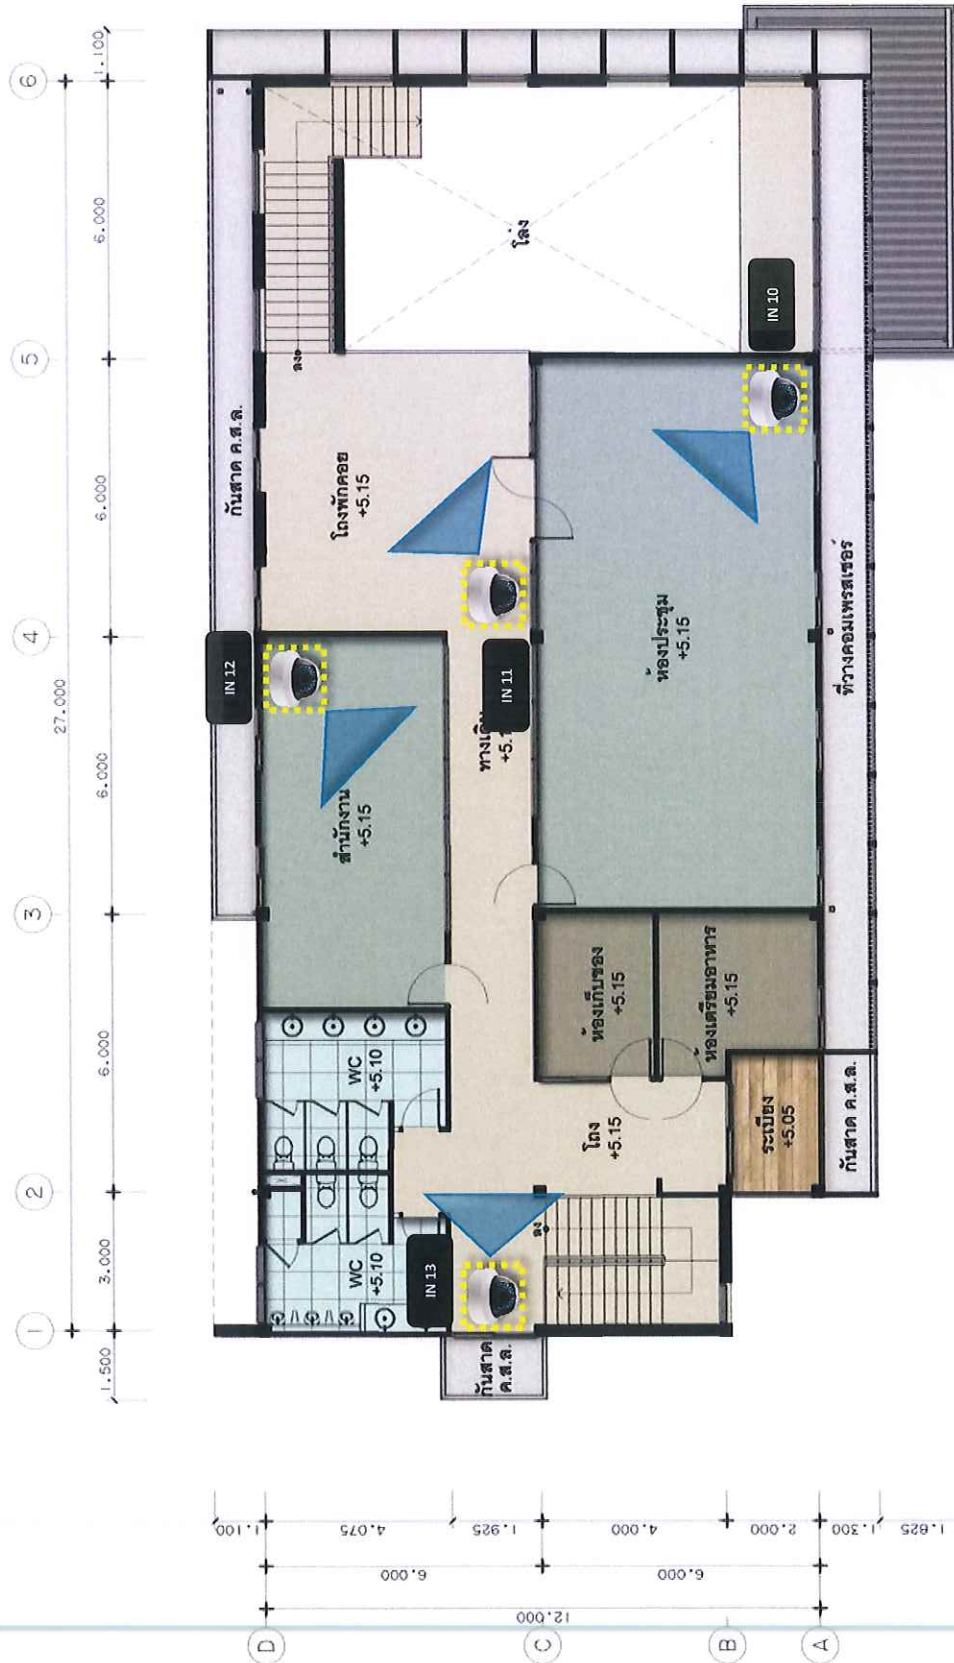 1
2
3
4
5
6
1.500
3.000
6.000
6.000
6.000
6.000
1.100
27.000
D
C
B
A
1.100
4.075
1.925
4.000
2.000
1.300
1.825
6.000
6.000
12.000
กันสาด ค.ส.ล.
IN 12
สำนักงาน
+5.15
โถงพักคอย
+5.15
ลง
โล่ง
WC
+5.10
WC
+5.10
IN 13
IN 11
ทางเดิน
+5.1
IN 10
ห้องประชุม
+5.15
ห้องเก็บของ
+5.15
ห้องเตรียมอาหาร
+5.15
โถง
+5.15
ลง
กันสาด
ค.ส.ล.
ระเบียง
+5.05
กันสาด ค.ส.ล.
ที่วางคอมเพรสเซอร์